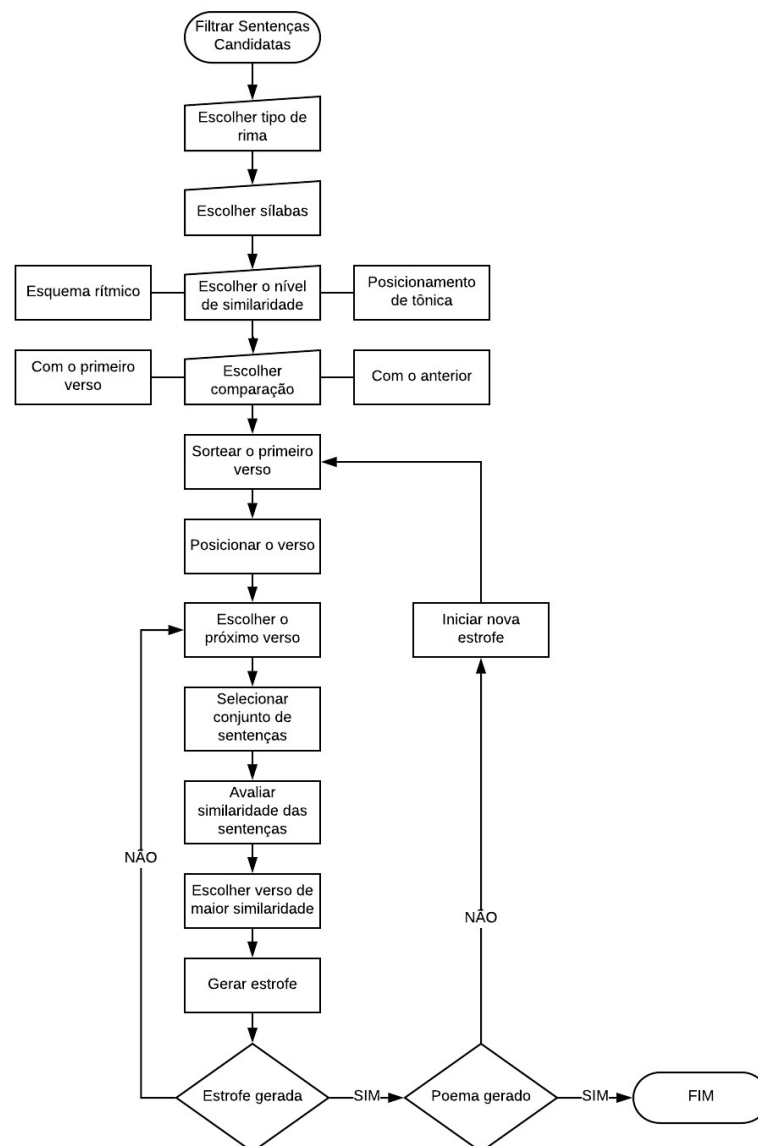 Filtrar Sentenças
Candidatas
Escolher tipo de
rima
Escolher sílabas
Esquema rítmico
Escolher o nível
de similaridade
Posicionamento
de tônica
Com o primeiro
verso
Escolher
comparação
Com o anterior
Sortear o primeiro
verso
Posicionar o verso
Escolher o
próximo verso
Iniciar nova
estrofe
Selecionar
conjunto de
sentenças
Avaliar
similaridade das
sentenças
NÃO
Escolher verso de
maior similaridade
NÃO
Gerar estrofe
Estrofe gerada
SIM
Poema gerado
SIM
FIM